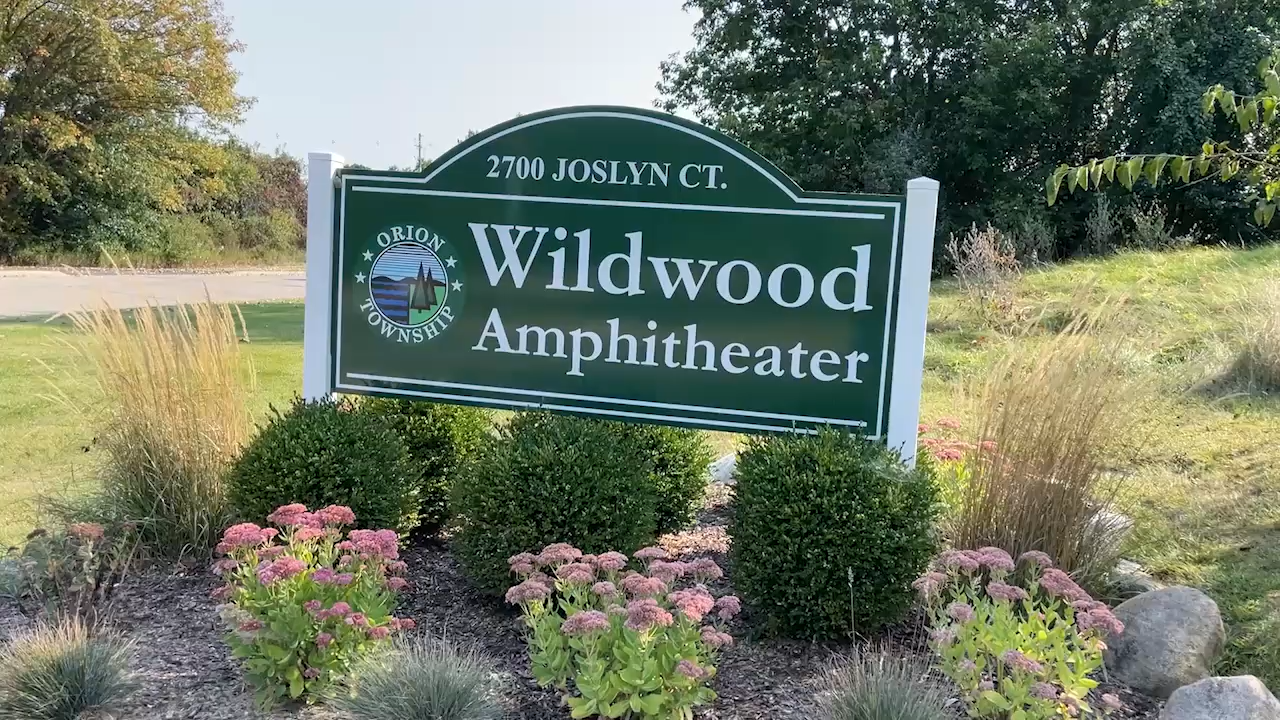 2700 JOSLYN CT.
ORION
TOWNSHIP
Wildwood
Amphitheater